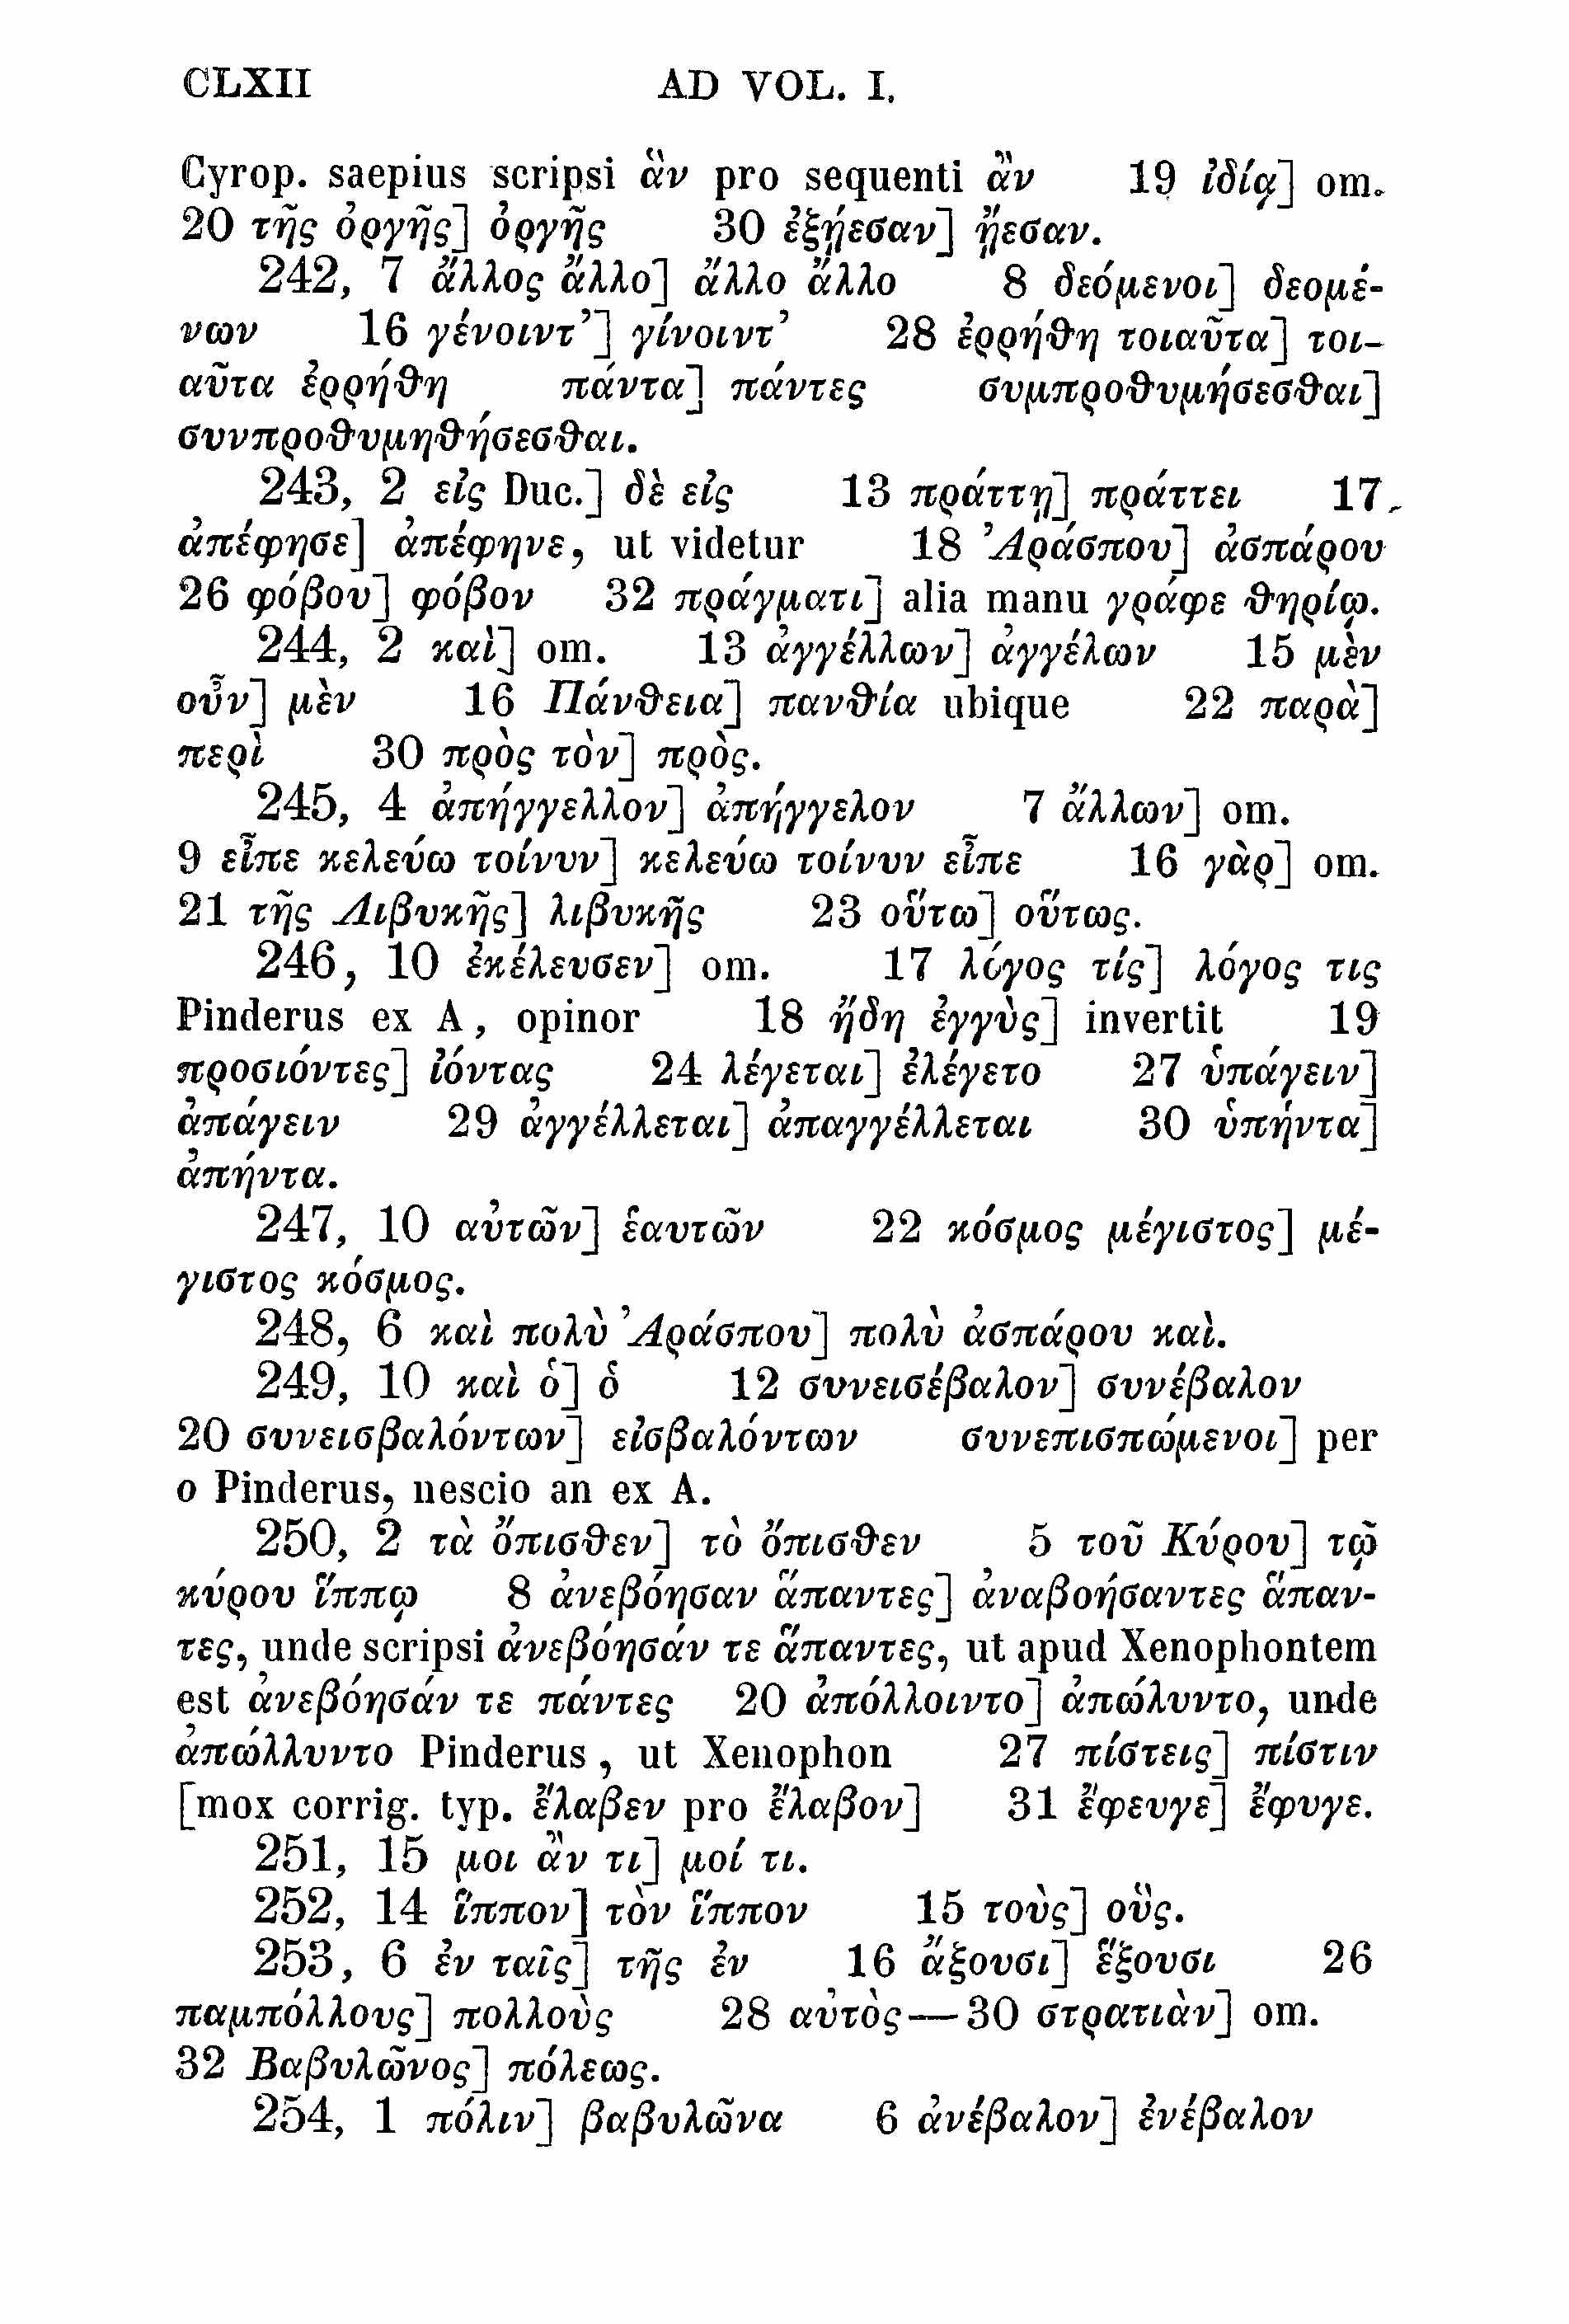 CLXII AD VOL. I.
Cyrop. saepius scripsi ἃν pro sequenti ἂν 19 ἰδίᾳ] om.
20 τῆς ὀργῆς] ὀργῆς 30 ἐξῄεσαν] ᾔεσαν.
242, 7 ἄλλος ἄλλο] ἄλλο ἄλλο 8 δεόμενοι] δεομέ-
νων 16 γένοιντ’] γίνοιντ’ 28 ἐρρήθη τοιαῦτα] τοι-
αῦτα ἐρρήθη πάντα] πάντες συμπροθυμήσεσθαι]
συνπροθυμηθήσεσθαι.
243, 2 εἰς Duc.] δὲ εἰς 13 πράττῃ] πράττει 17
ἀπέφησε] ἀπέφηνε, ut videtur 18 Ἀράσπου] ἀσπάρου
26 φόβου] φόβον 32 πράγματι] alia manu γράφε θηρίῳ.
244, 2 καὶ] om. 13 ἀγγέλλων] ἀγγέλων 15 μὲν
οὖν] μὲν 16 Πάνθεια] πανθία ubique 22 παρὰ]
περὶ 30 πρὸς τὸν] πρὸς.
245, 4 ἀπήγγελλον] ἀπήγγελον 7 ἄλλων] om.
9 εἶπε κελεύω τοίνυν] κελεύω τοίνυν εἶπε 16 γὰρ] om.
21 τῆς Λιβυκῆς] λιβυκῆς 23 οὕτω] οὕτως.
246, 10 ἐκέλευσεν] om. 17 λόγος τίς] λόγος τις
Pinderus ex A, opinor 18 ἤδη ἐγγὺς] invertit 19
προσιόντες] ἰόντας 24 λέγεται] ἐλέγετο 27 ὑπάγειν]
ἀπάγειν 29 ἀγγέλλεται] ἀπαγγέλλεται 30 ὑπήντα]
ἀπήντα.
247, 10 αὐτῶν] ἑαυτῶν 22 κόσμος μέγιστος] μέ-
γιστος κόσμος.
248, 6 καὶ πολὺ Ἀράσπου] πολὺ ἀσπάρου καὶ.
249, 10 καὶ ὁ] ὁ 12 συνεισέβαλον] συνέβαλον
20 συνεισβαλόντων] εἰσβαλόντων συνεπισπώμενοι] per
ο Pinderus, nescio an ex A.
250, 2 τὰ ὄπισθεν] τὸ ὄπισθεν 5 τοῦ Κύρου] τῷ
κύρου ἵππῳ 8 ἀνεβόησαν ἅπαντες] ἀναβοήσαντες ἅπαν-
τες, unde scripsi ἀνεβόησάν τε ἅπαντες, ut apud Xenophontem
est ἀνεβόησάν τε πάντες 20 ἀπόλλοιντο] ἀπώλυντο, unde
ἀπώλλυντο Pinderus, ut Xenophon 27 πίστεις] πίστιν
[mox corrig. typ. ἔλαβεν pro ἔλαβον] 31 ἔφευγε] ἔφυγε.
251, 15 μοι ἂν τι] μοί τι.
252, 14 ἵππον] τὸν ἵππον 15 τοὺς] οὓς.
253, 6 ἐν ταῖς] τῆς ἐν 16 ἄξουσι] ἕξουσι 26
παμπόλλους] πολλοὺς 28 αὐτὸς—30 στρατιὰν] om.
32 Βαβυλῶνος] πόλεως.
254, 1 πόλιν] βαβυλῶνα 6 ἀνέβαλον] ἐνέβαλον